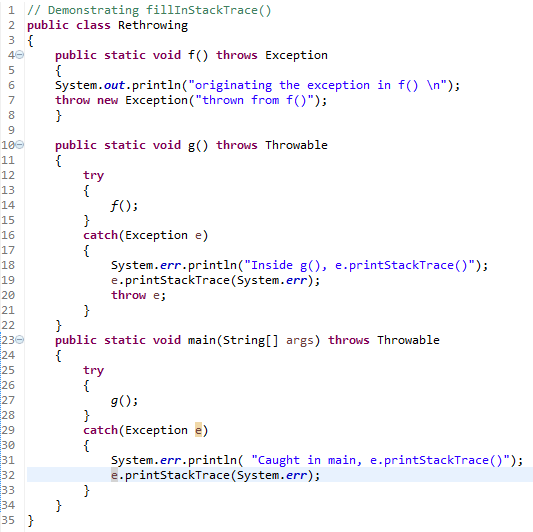 1 // Demonstrating fillInStackTrace()
2 public class Rethrowing
3 {
4 public static void f() throws Exception
5 {
6 System.out.println("originating the exception in f() \n");
7 throw new Exception("thrown from f()");
8 }
9
10 public static void g() throws Throwable
11 {
12 try
13 {
14 f();
15 }
16 catch(Exception e)
17 {
18 System.err.println("Inside g(), e.printStackTrace()");
19 e.printStackTrace(System.err);
20 throw e;
21 }
22 }
23 public static void main(String[] args) throws Throwable
24 {
25 try
26 {
27 g();
28 }
29 catch(Exception e)
30 {
31 System.err.println( "Caught in main, e.printStackTrace()");
32 e.printStackTrace(System.err);
33 }
34 }
35 }